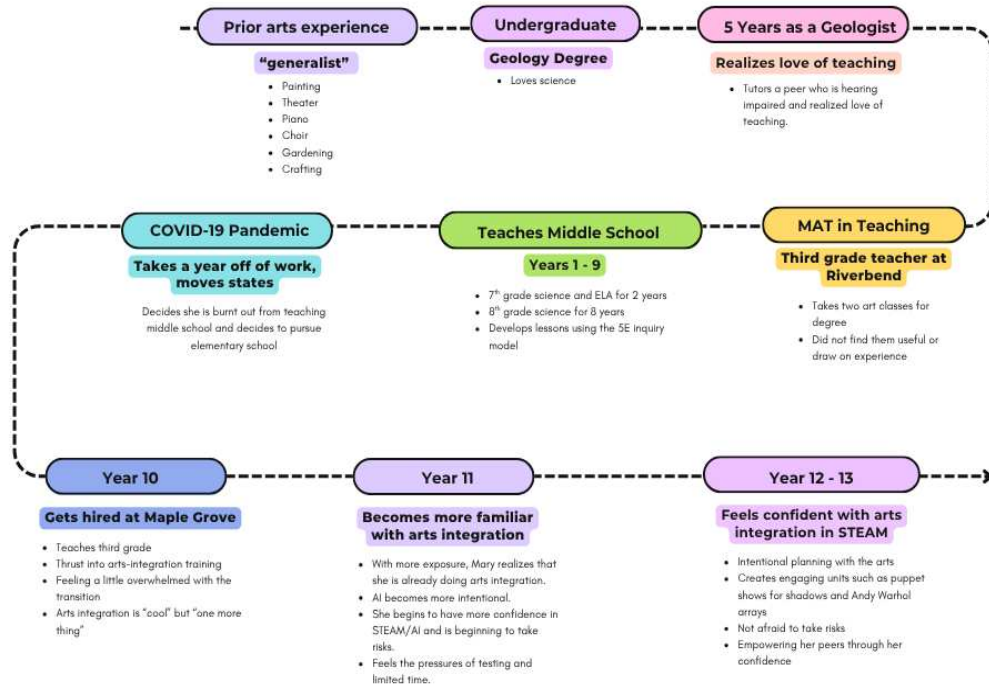 Prior arts experience
"generalist"
• Painting
• Theater
• Piano
• Choir
• Gardening
• Crafting
Undergraduate
Geology Degree
• Loves science
5 Years as a Geologist
Realizes love of teaching
• Tutors a peer who is hearing
impaired and realized love of
teaching.
MAT in Teaching
Third grade teacher at
Riverbend
• Takes two art classes for
degree
• Did not find them useful or
draw on experience
Teaches Middle School
Years 1 - 9
• 7th grade science and ELA for 2 years
• 8th grade science for 8 years
• Develops lessons using the 5E inquiry
model
COVID-19 Pandemic
Takes a year off of work,
moves states
Decides she is burnt out from teaching
middle school and decides to pursue
elementary school
Year 10
Gets hired at Maple Grove
• Teaches third grade
• Thrust into arts-integration training
• Feeling a little overwhelmed with the
transition
• Arts integration is "cool" but "one more
thing"
Year 11
Becomes more familiar
with arts integration
• With more exposure, Mary realizes that
she is already doing arts integration.
• AI becomes more intentional.
• She begins to have more confidence in
STEAM/AI and is beginning to take
risks.
• Feels the pressures of testing and
limited time.
Year 12 - 13
Feels confident with arts
integration in STEAM
• Intentional planning with the arts
• Creates engaging units such as puppet
shows for shadows and Andy Warhol
arrays
• Not afraid to take risks
• Empowering her peers through her
confidence